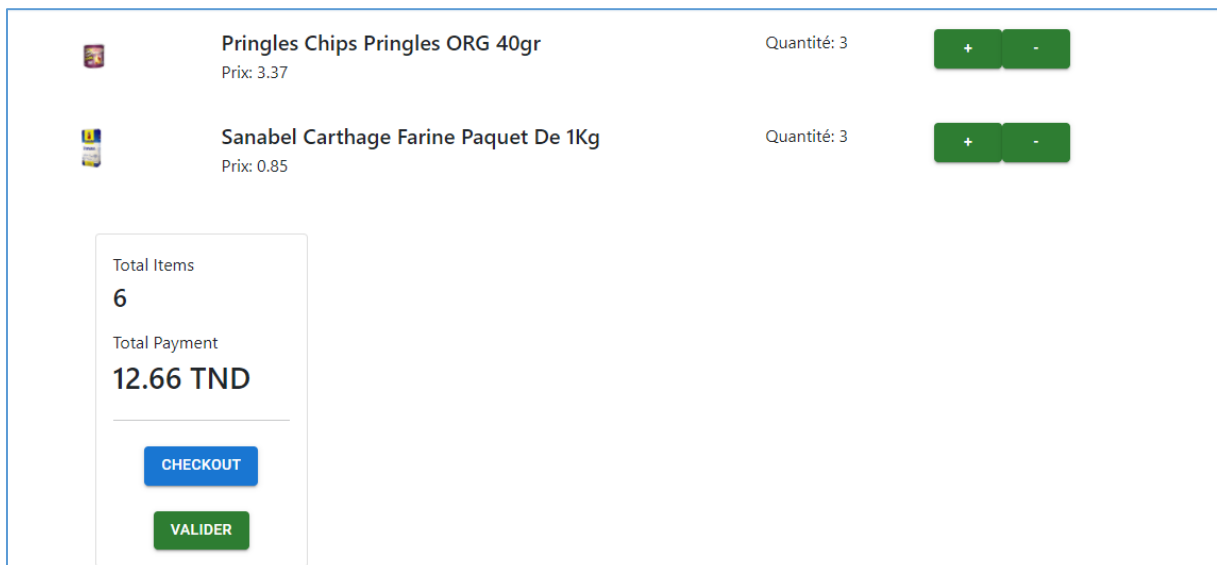 Pringles Chips Pringles ORG 40gr
Quantité: 3
+
-
Prix: 3.37
Sanabel Carthage Farine Paquet De 1Kg
Quantité: 3
+
-
Prix: 0.85
Total Items
6
Total Payment
12.66 TND
CHECKOUT
VALIDER